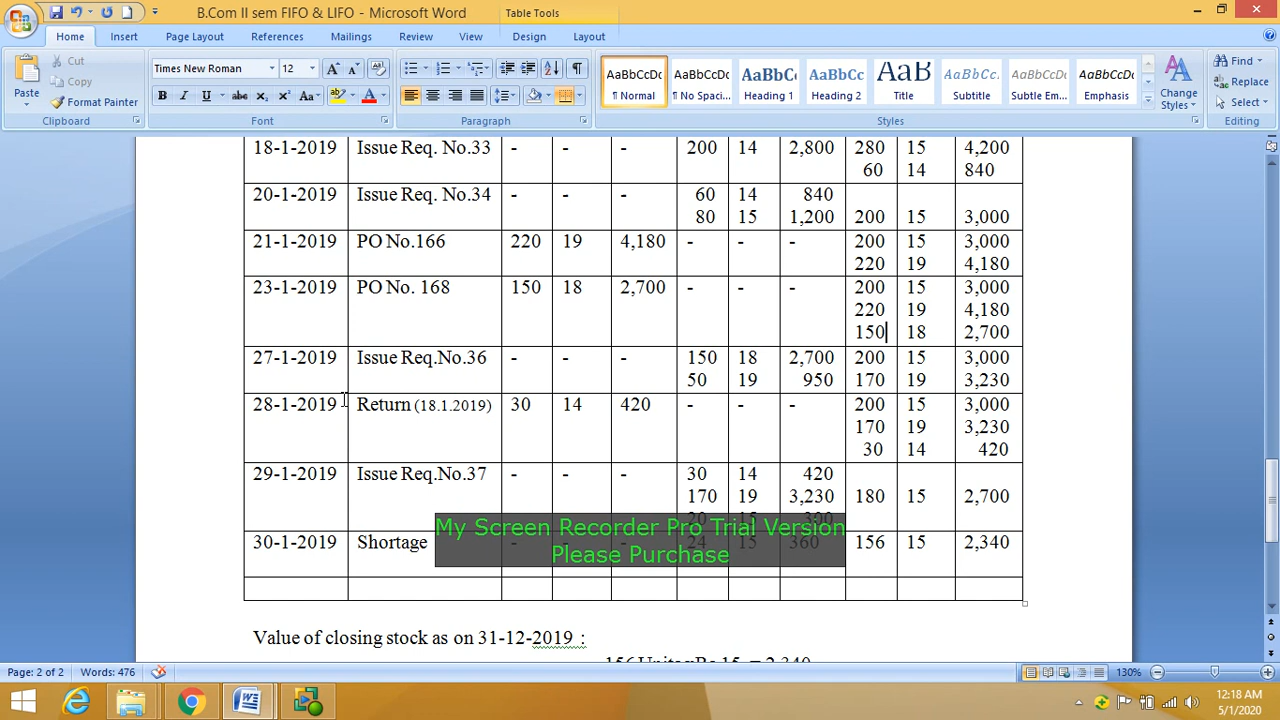 B.Com II sem FIFO & LIFO - Microsoft Word
Table Tools
Home Insert Page Layout References Mailings Review View Design Layout
Cut
Copy
Format Painter
Paste
Clipboard
Times New Roman 12
Font
Paragraph
AaBbCcDc AaBbCcDc AaBbC AaBbCc AaB AaBbCc. AaBbCcDc AaBbCcDc
¶ Normal ¶ No Spaci... Heading 1 Heading 2 Title Subtitle Subtle Em... Emphasis
Change Styles
Styles
Find
Replace
Select
Editing
18-1-2019 Issue Req. No.33 - - - 200 14 2,800 280 15 4,200
60 14 840
20-1-2019 Issue Req. No.34 - - - 60 14 840
80 15 1,200 200 15 3,000
21-1-2019 PO No.166 220 19 4,180 - - - 200 15 3,000
220 19 4,180
23-1-2019 PO No. 168 150 18 2,700 - - - 200 15 3,000
220 19 4,180
150 18 2,700
27-1-2019 Issue Req.No.36 - - - 150 18 2,700 200 15 3,000
50 19 950 170 19 3,230
28-1-2019 Return (18.1.2019) 30 14 420 - - - 200 15 3,000
170 19 3,230
30 14 420
29-1-2019 Issue Req.No.37 - - - 30 14 420
170 19 3,230 180 15 2,700
My Screen Recorder Pro Trial Version
30-1-2019 Shortage - - - 24 15 360 156 15 2,340
Please Purchase
Value of closing stock as on 31-12-2019 :
Page: 2 of 2 Words: 476 130%
12:18 AM
5/1/2020